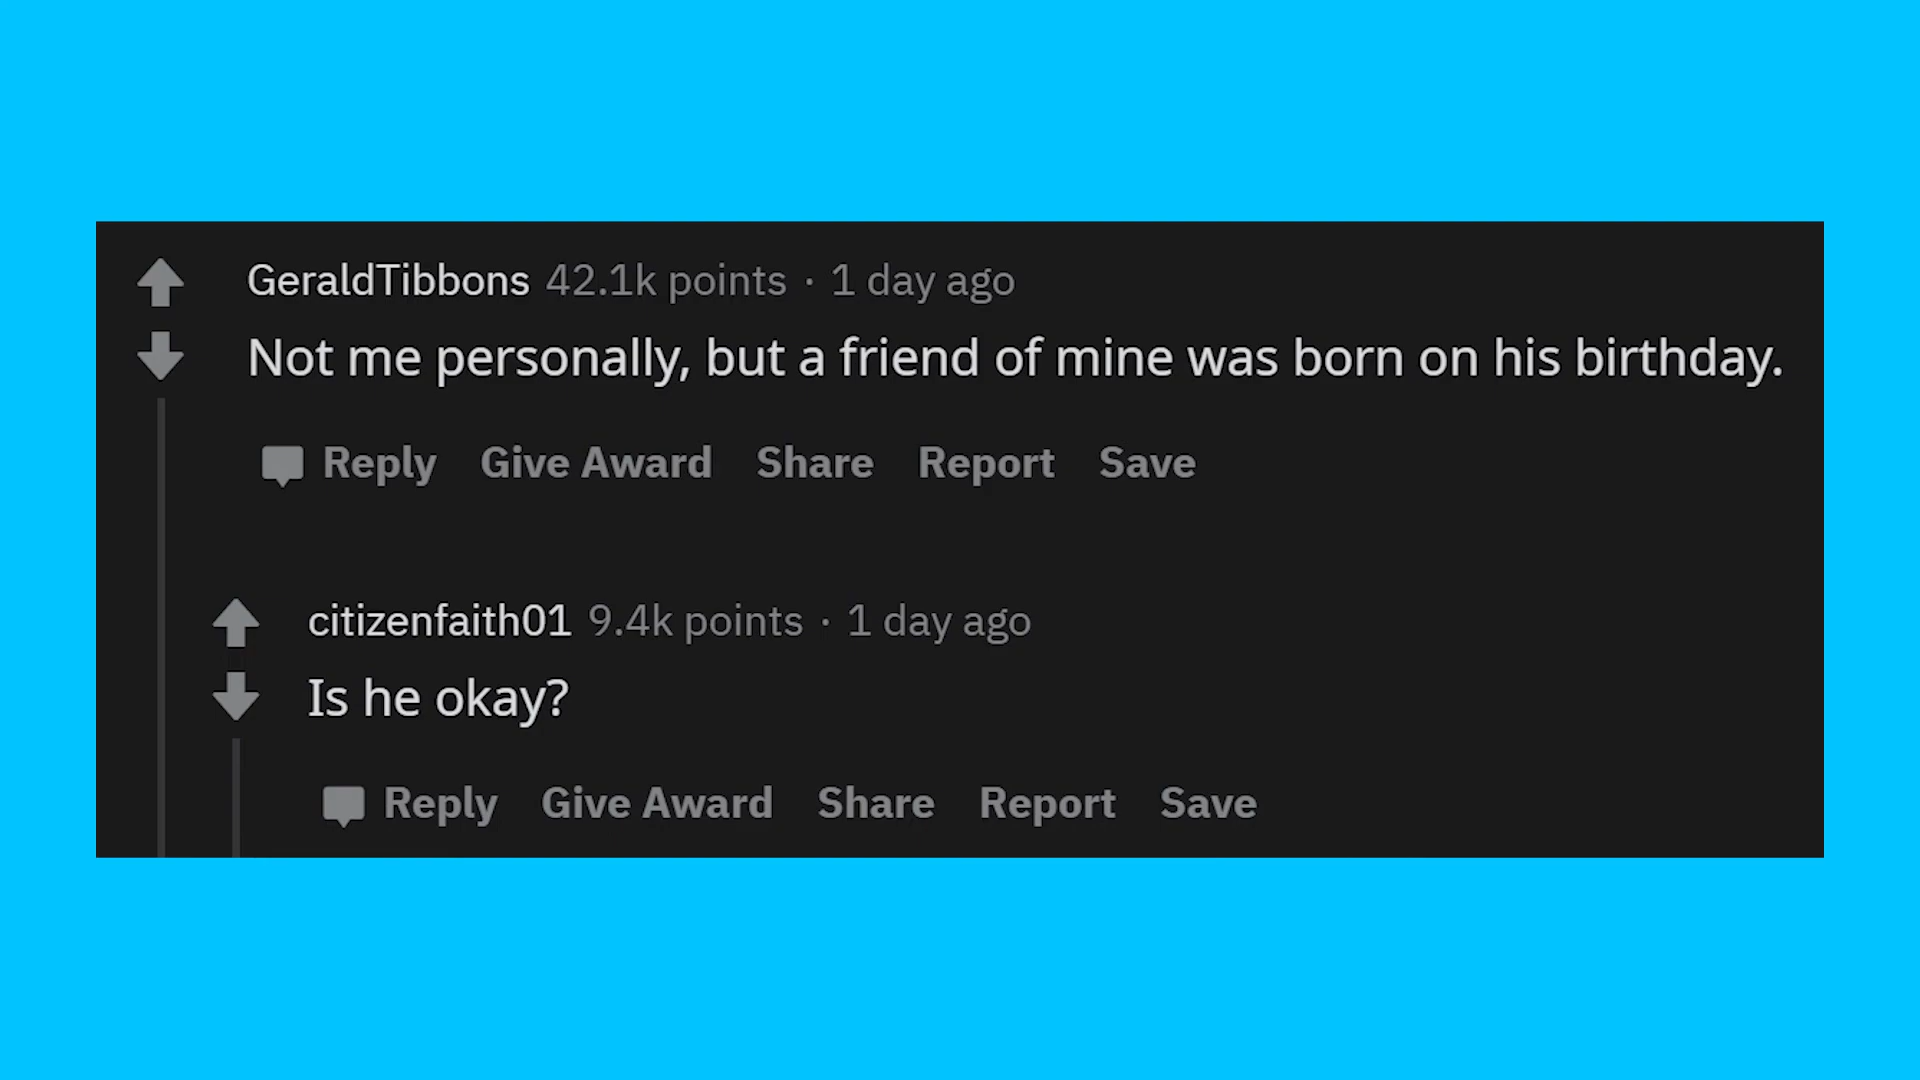 GeraldTibbons 42.1k points · 1 day ago
Not me personally, but a friend of mine was born on his birthday.
Reply Give Award Share Report Save
citizenfaith01 9.4k points · 1 day ago
Is he okay?
Reply Give Award Share Report Save